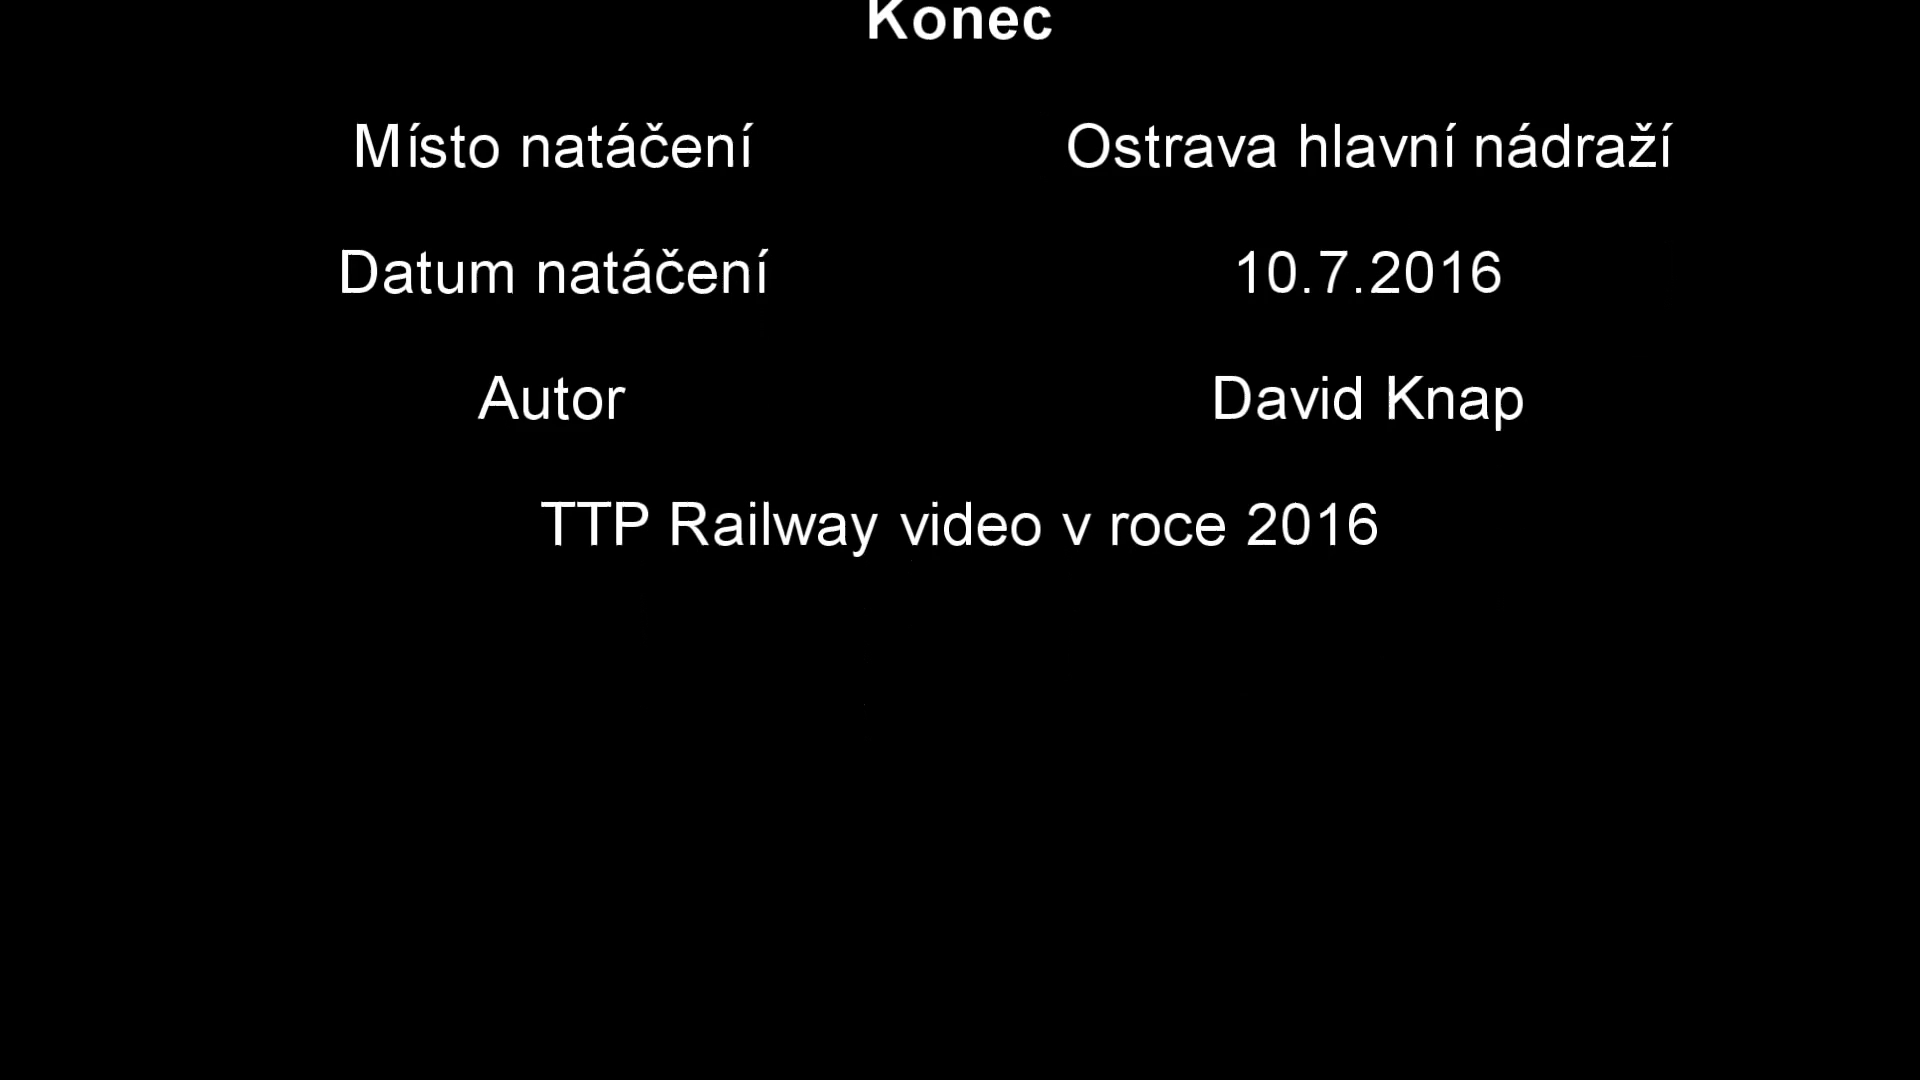 Konec
Místo natáčení Ostrava hlavní nádraží
Datum natáčení 10.7.2016
Autor David Knap
TTP Railway video v roce 2016